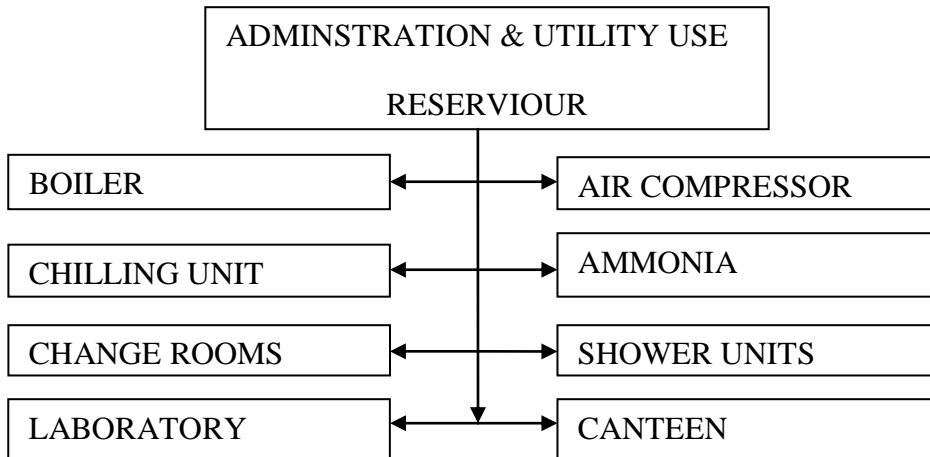 ADMINSTRATION & UTILITY USE
RESERVIOUR
BOILER
AIR COMPRESSOR
CHILLING UNIT
AMMONIA
CHANGE ROOMS
SHOWER UNITS
LABORATORY
CANTEEN